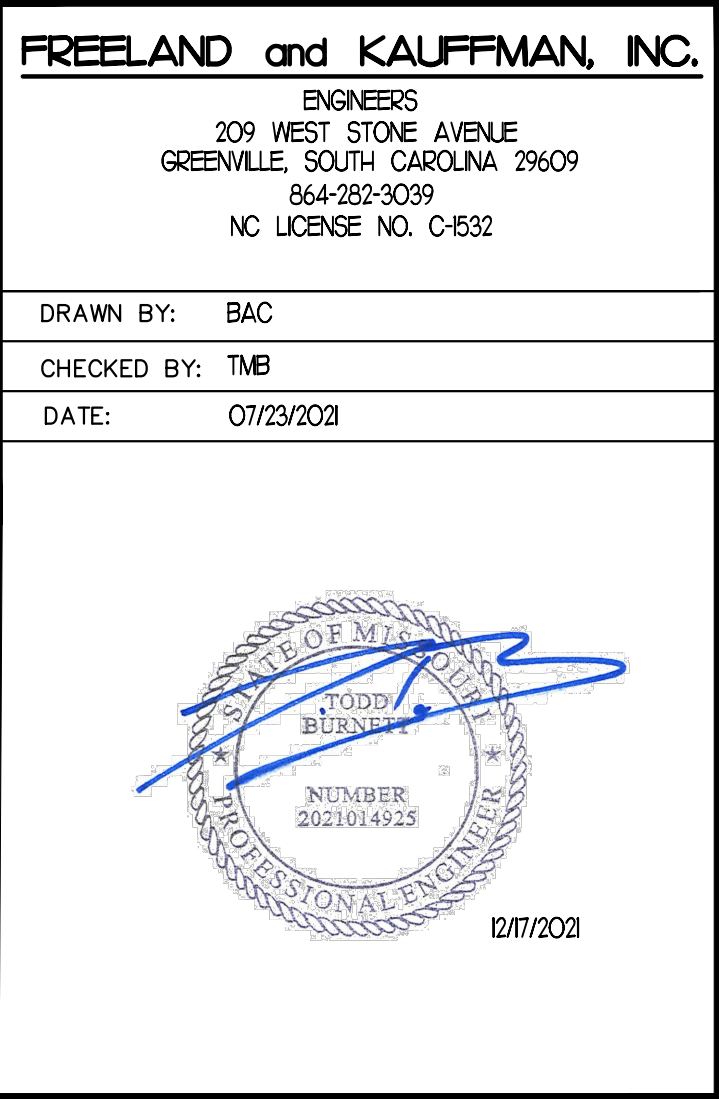 FREELAND and KAUFFMAN, INC.
ENGINEERS
209 WEST STONE AVENUE
GREENVILLE, SOUTH CAROLINA 29609
864-282-3039
NC LICENSE NO. C-1532
DRAWN BY: BAC
CHECKED BY: TMB
DATE: 07/23/2021
STATE OF MISSOURI
TODD
BURNETT
NUMBER
2021014925
PROFESSIONAL ENGINEER
12/17/2021